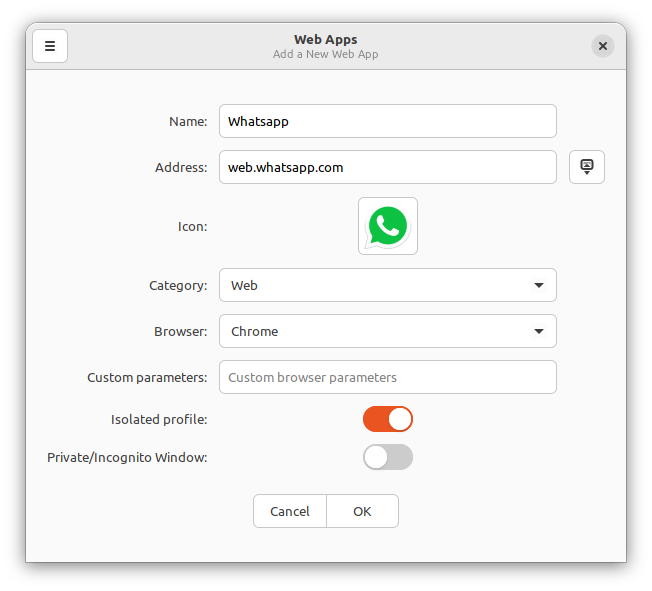 Web Apps
Add a New Web App
Name: Whatsapp
Address: web.whatsapp.com
Icon:
Category: Web
Browser: Chrome
Custom parameters: Custom browser parameters
Isolated profile:
Private/Incognito Window:
Cancel OK